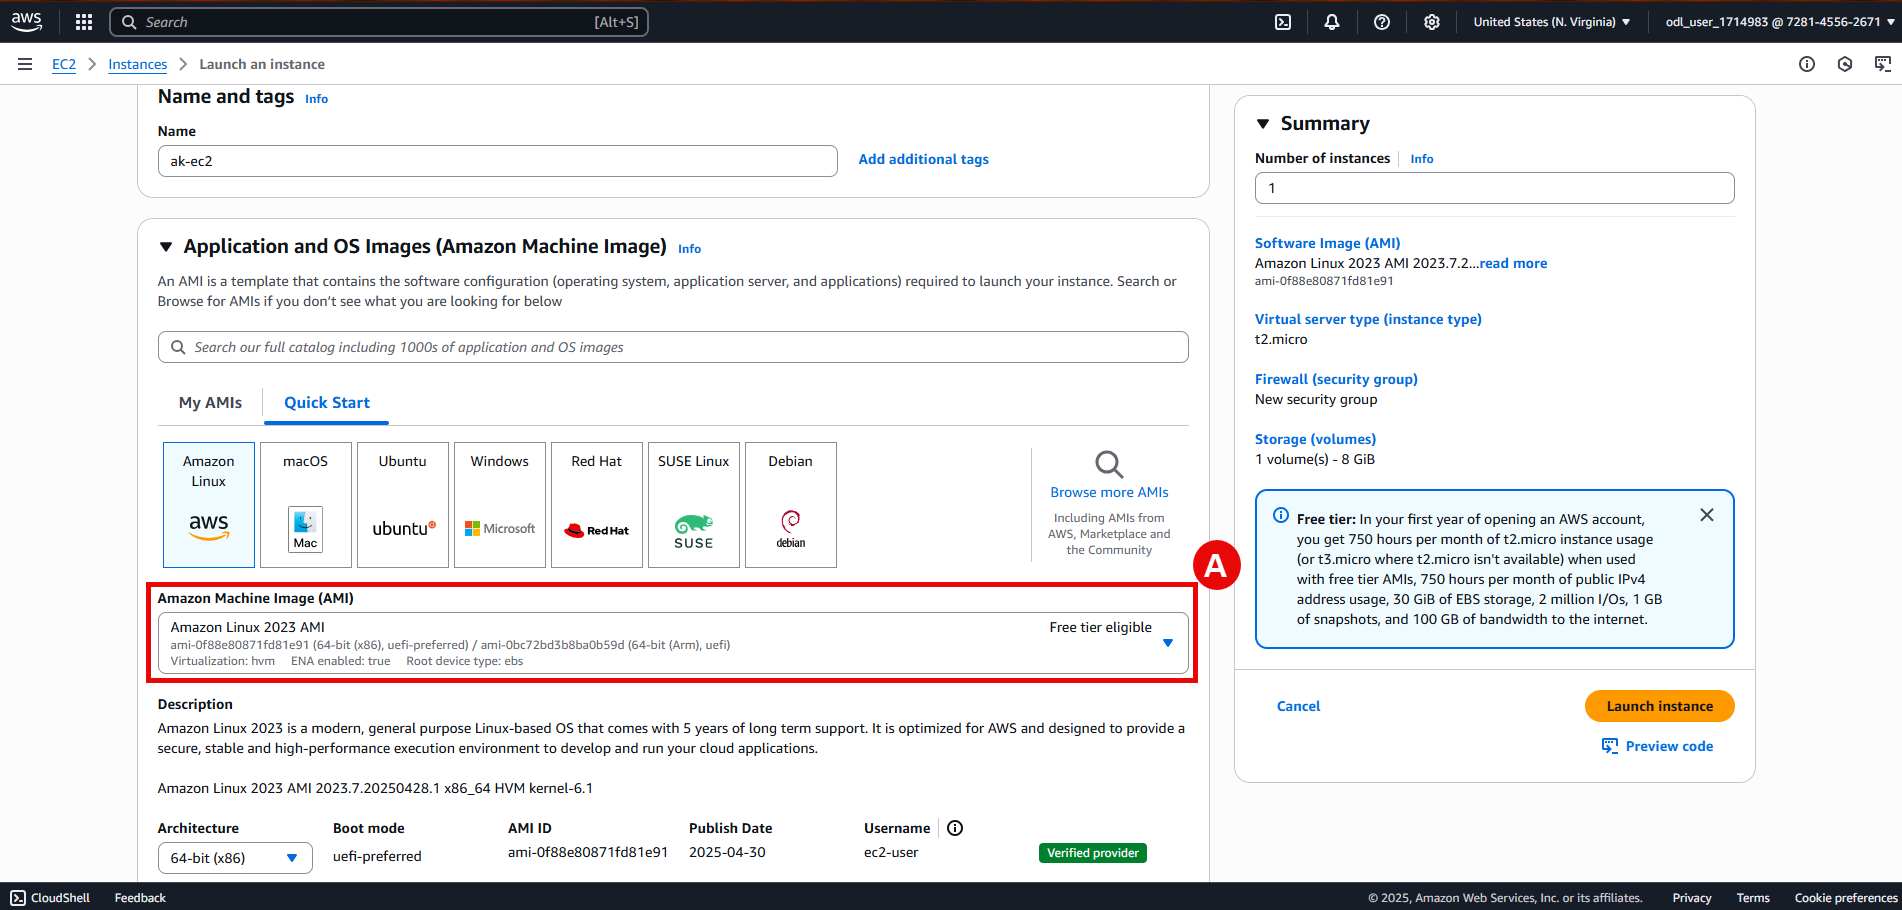 aws
Search [Alt+S]
United States (N. Virginia)
odl_user_1714983 @ 7281-4556-2671
EC2
Instances
Launch an instance
Name and tags Info
Name
ak-ec2
Add additional tags
Application and OS Images (Amazon Machine Image) Info
An AMI is a template that contains the software configuration (operating system, application server, and applications) required to launch your instance. Search or
Browse for AMIs if you don't see what you are looking for below
Search our full catalog including 1000s of application and OS images
My AMIs
Quick Start
Amazon
Linux
aws
macOS
Mac
Ubuntu
ubuntu
Windows
Microsoft
Red Hat
Red Hat
SUSE Linux
SUSE
Debian
debian
Browse more AMIs
Including AMIs from
AWS, Marketplace and
the Community
A
Amazon Machine Image (AMI)
Amazon Linux 2023 AMI
Free tier eligible
ami-0f88e80871fd81e91 (64-bit (x86), uefi-preferred) / ami-0bc72bd3b8ba0b59d (64-bit (Arm), uefi)
Virtualization: hvm ENA enabled: true Root device type: ebs
Description
Amazon Linux 2023 is a modern, general purpose Linux-based OS that comes with 5 years of long term support. It is optimized for AWS and designed to provide a
secure, stable and high-performance execution environment to develop and run your cloud applications.
Amazon Linux 2023 AMI 2023.7.20250428.1 x86_64 HVM kernel-6.1
Architecture
64-bit (x86)
Boot mode
uefi-preferred
AMI ID
ami-0f88e80871fd81e91
Publish Date
2025-04-30
Username
ec2-user
Verified provider
Summary
Number of instances Info
1
Software Image (AMI)
Amazon Linux 2023 AMI 2023.7.2...read more
ami-0f88e80871fd81e91
Virtual server type (instance type)
t2.micro
Firewall (security group)
New security group
Storage (volumes)
1 volume(s) - 8 GiB
Free tier: In your first year of opening an AWS account,
you get 750 hours per month of t2.micro instance usage
(or t3.micro where t2.micro isn't available) when used
with free tier AMIs, 750 hours per month of public IPv4
address usage, 30 GiB of EBS storage, 2 million I/Os, 1 GB
of snapshots, and 100 GB of bandwidth to the internet.
Cancel
Launch instance
Preview code
CloudShell
Feedback
© 2025, Amazon Web Services, Inc. or its affiliates.
Privacy
Terms
Cookie preferences